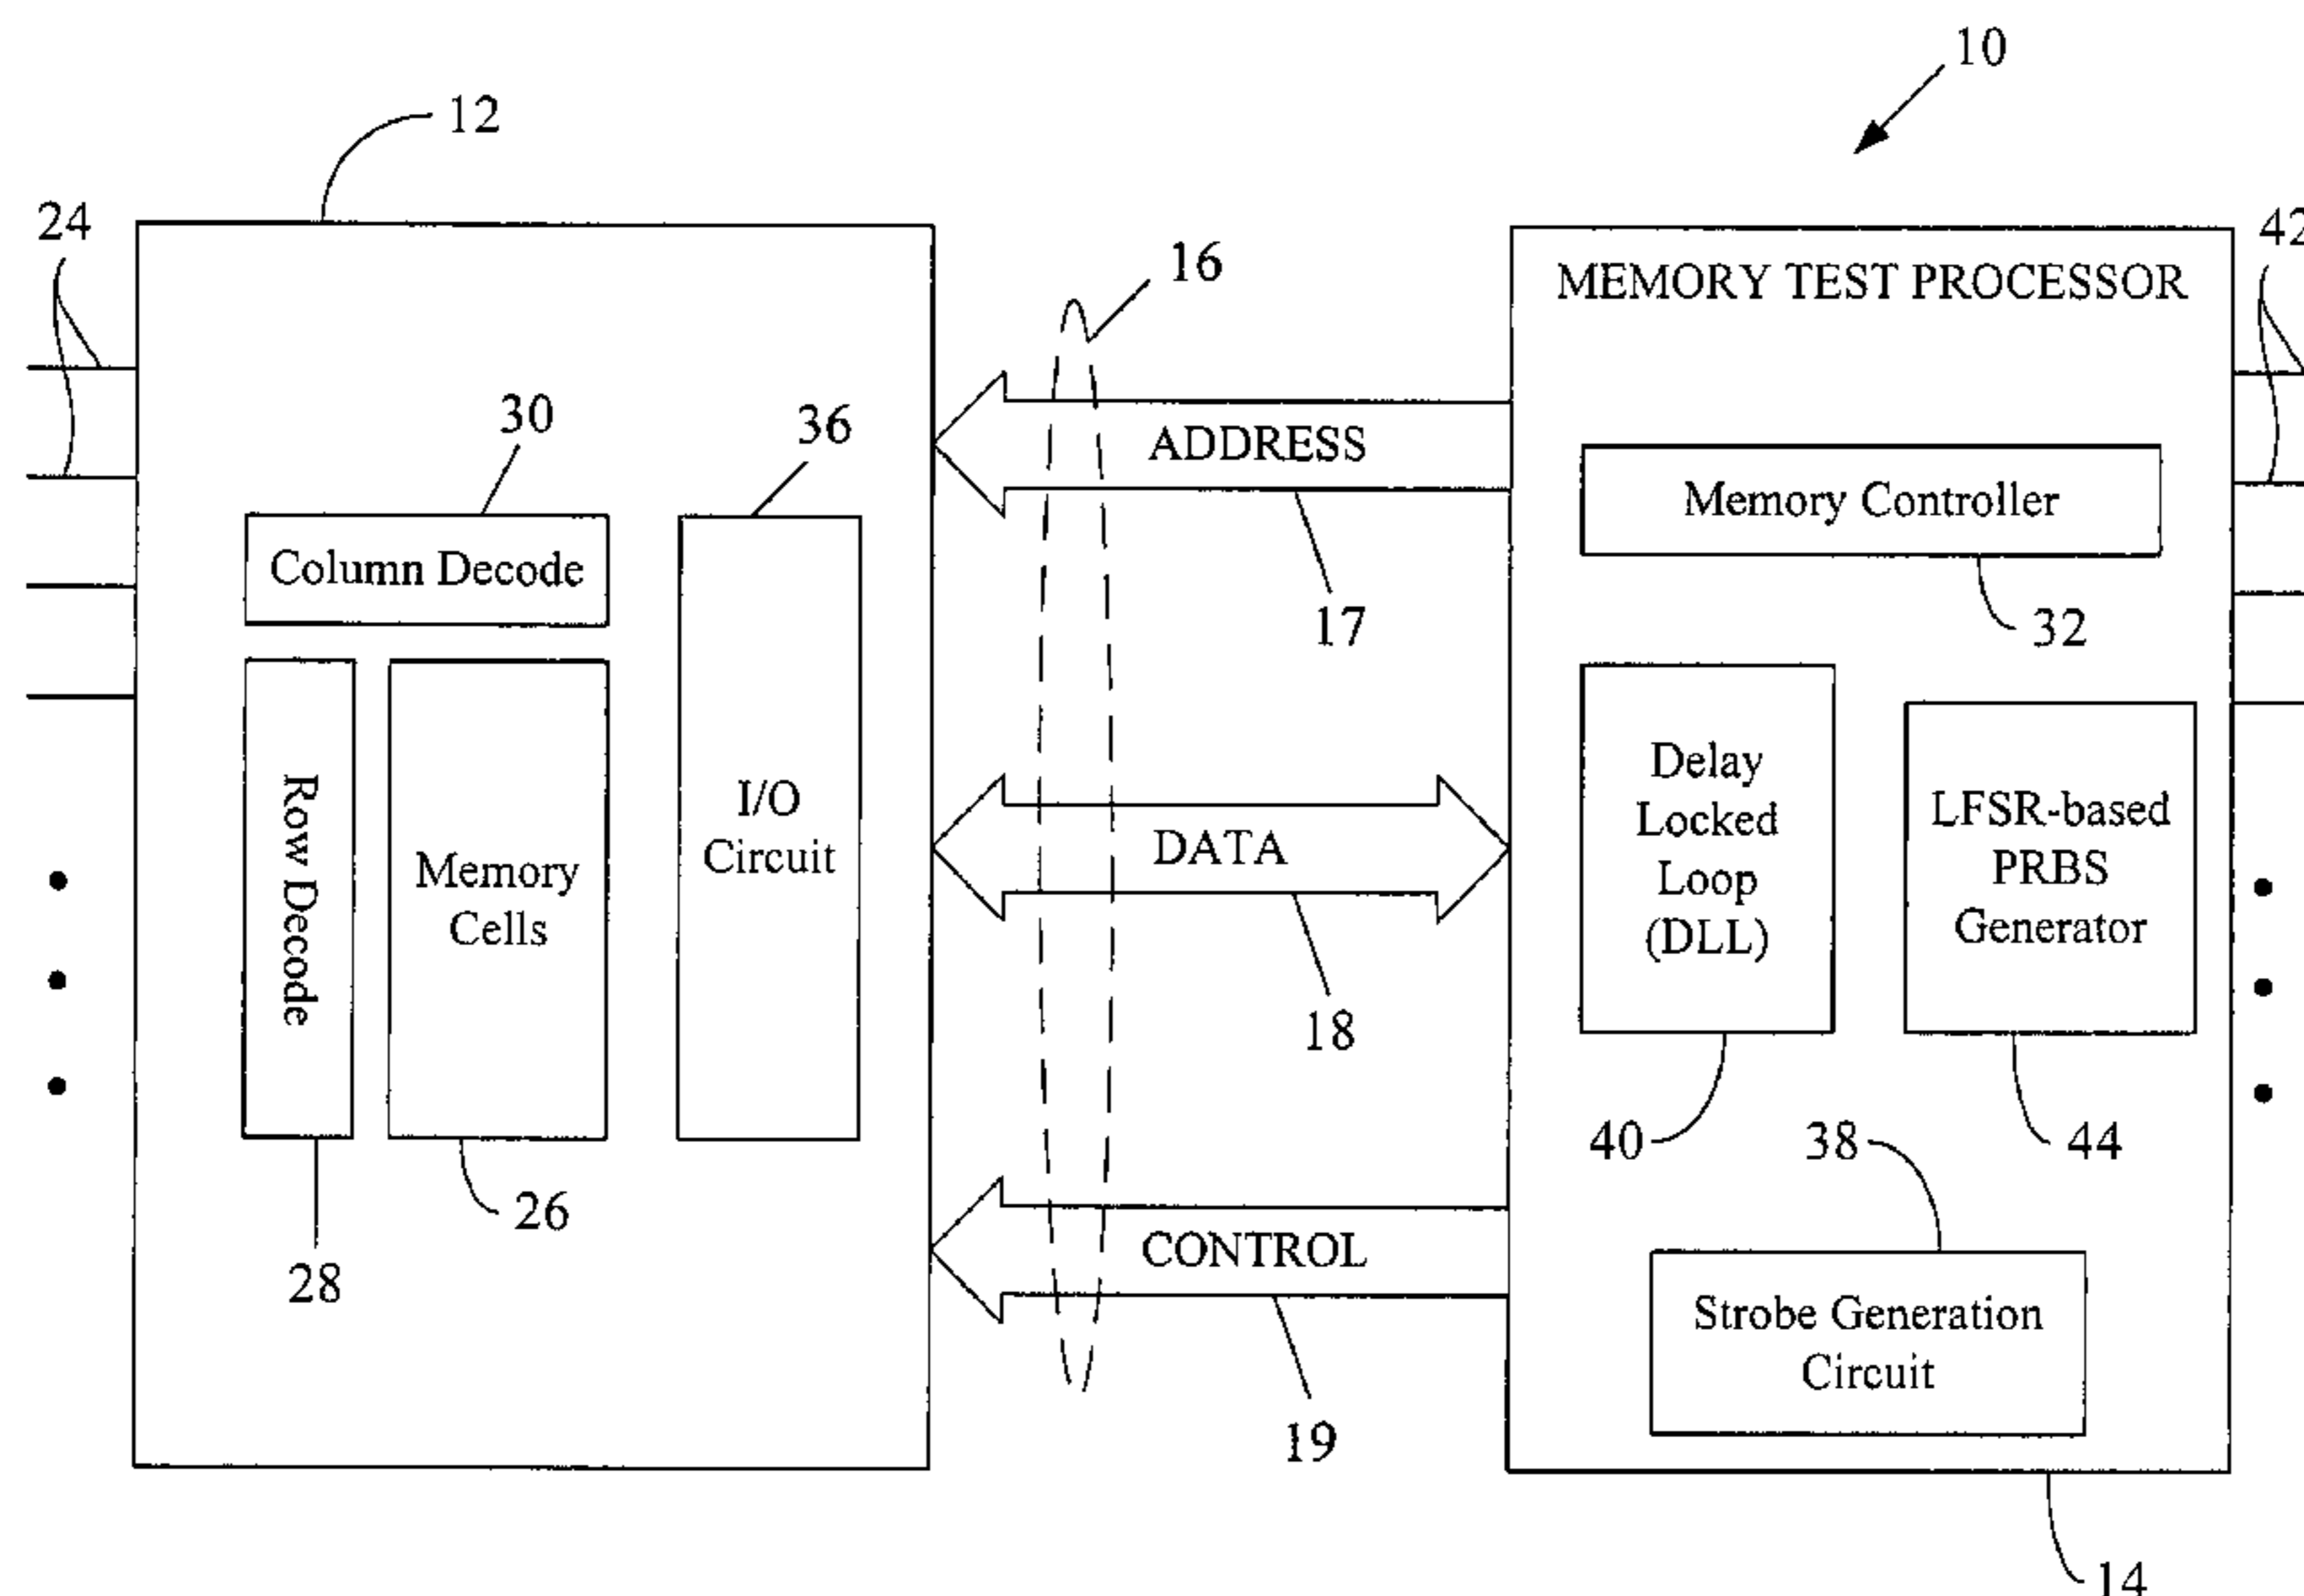 10
12
24
42
16
MEMORY TEST PROCESSOR
30
36
ADDRESS
Memory Controller
Column Decode
17
32
Row Decode
Memory
Cells
I/O
Circuit
DATA
Delay
Locked
Loop
(DLL)
LFSR-based
PRBS
Generator
18
40
38
44
26
28
CONTROL
Strobe Generation
Circuit
19
14